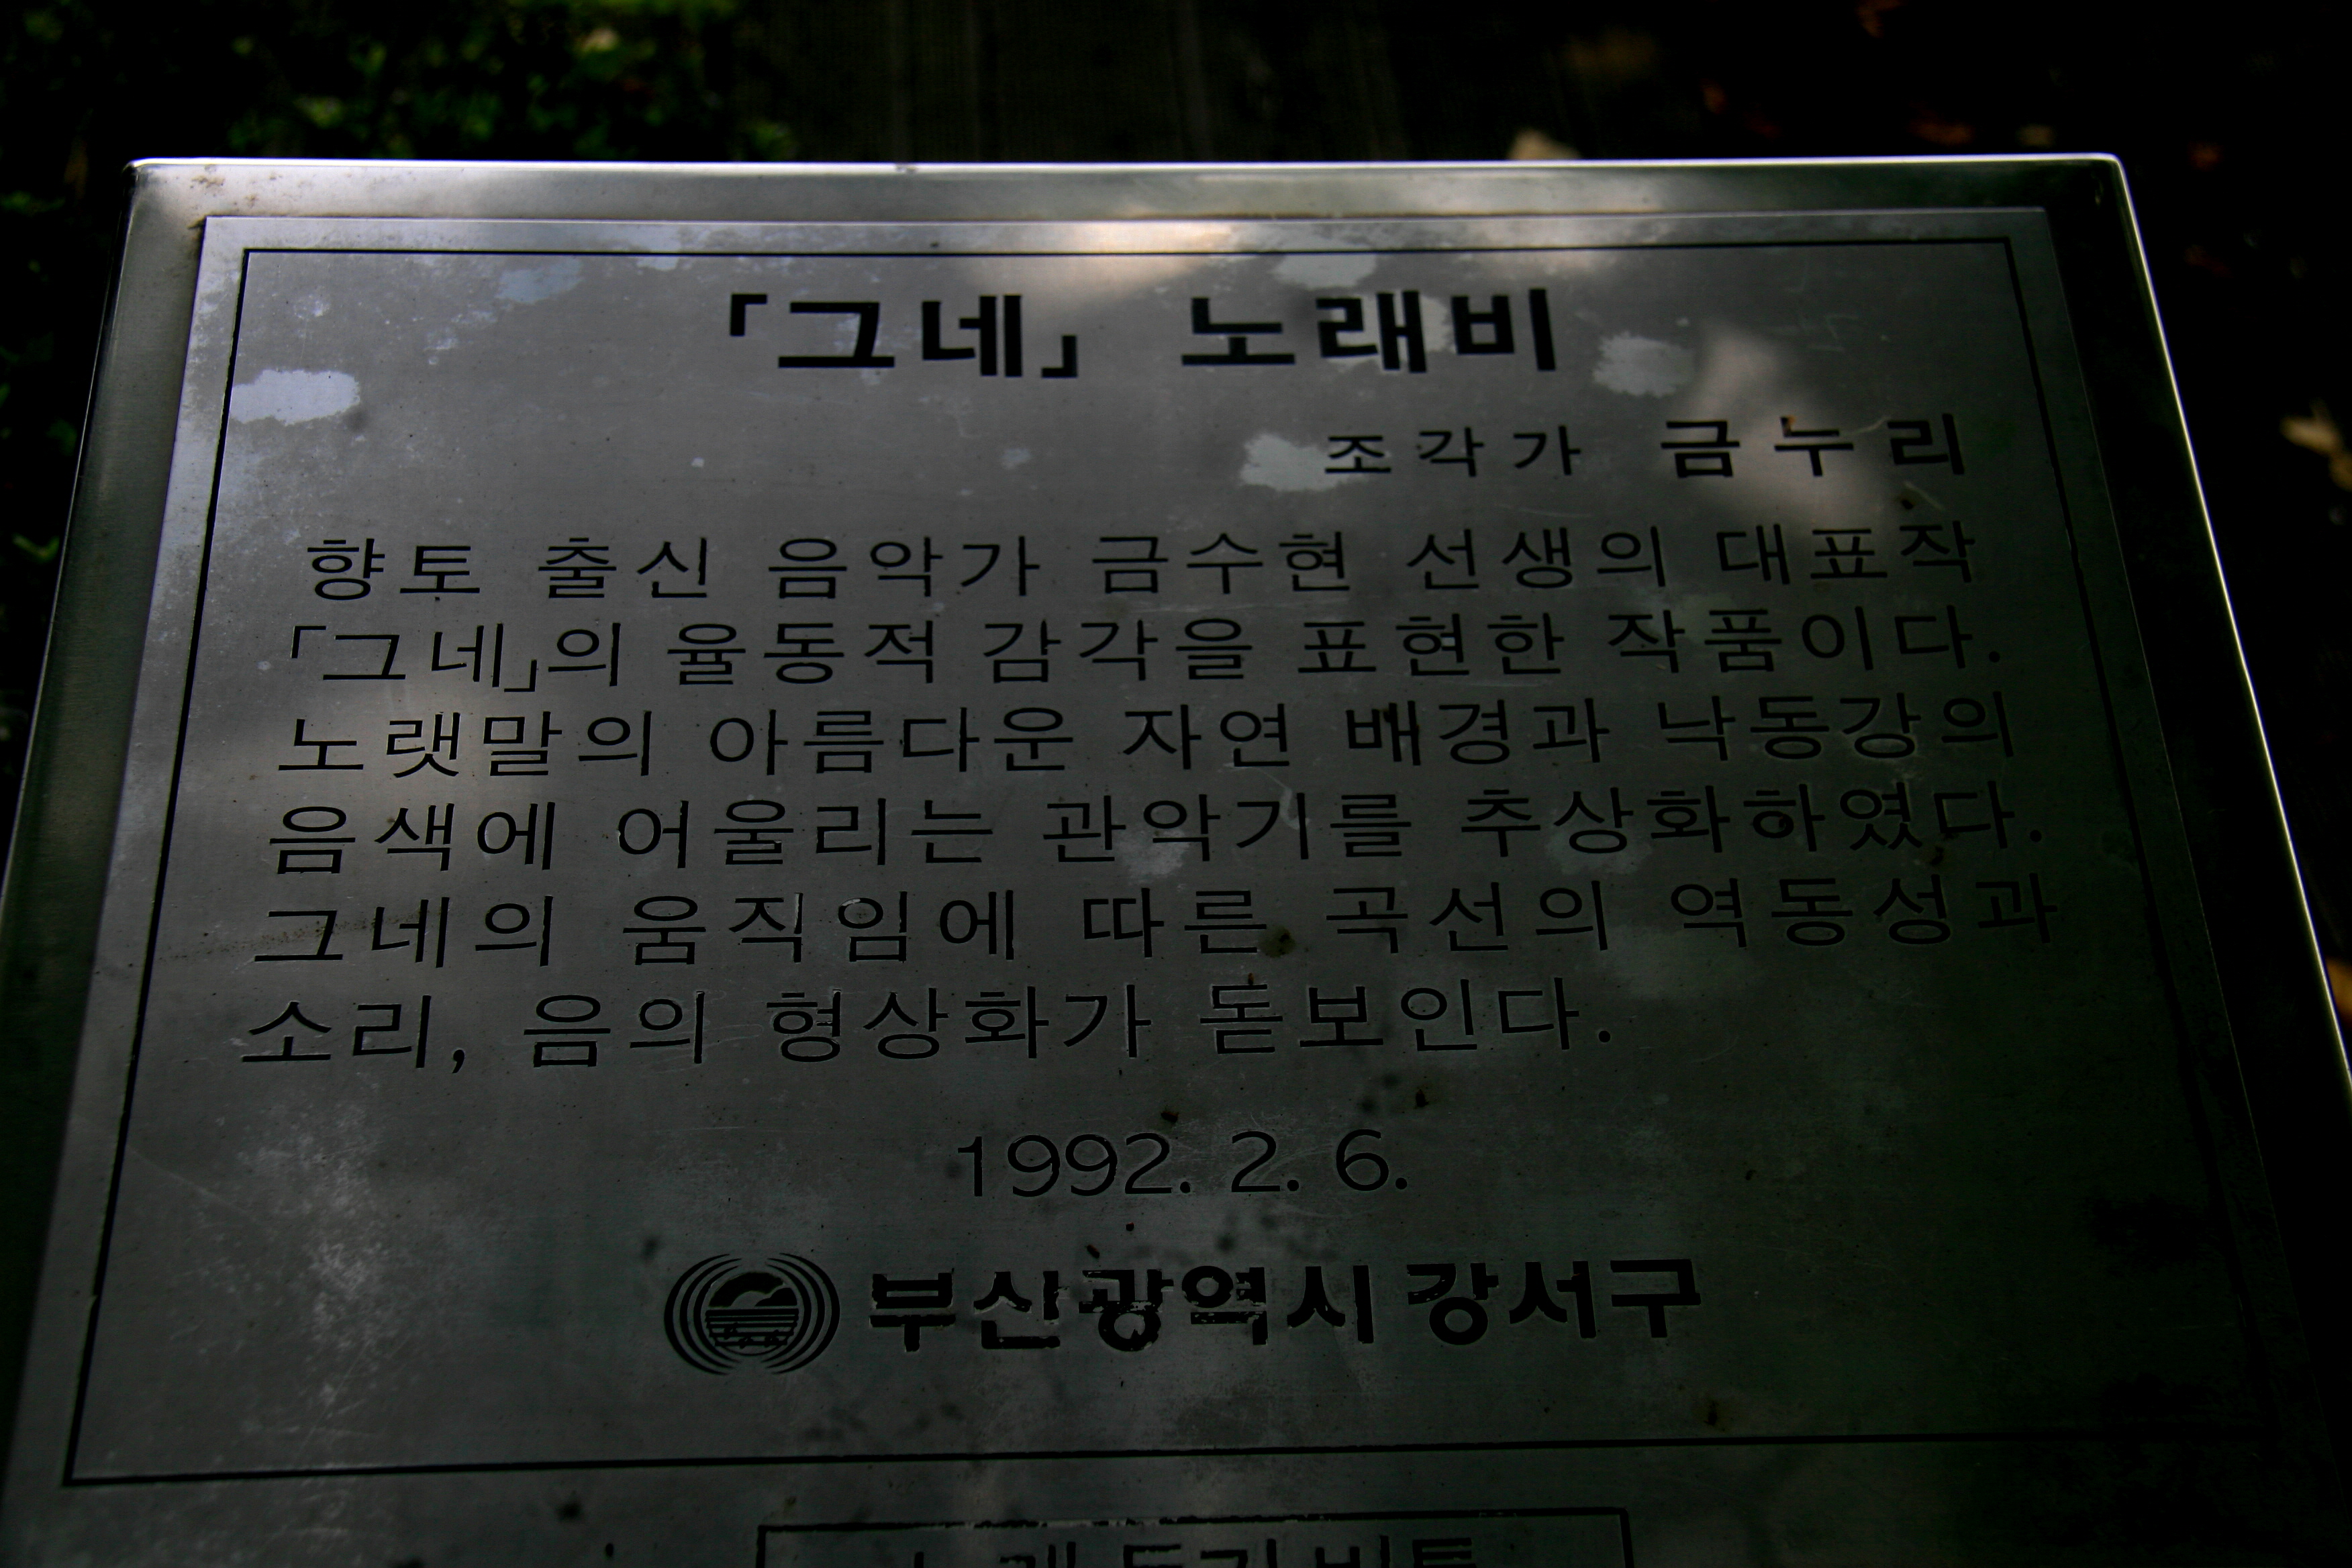 「그네」 노래비
조각가 금누리
향토 출신 음악가 금수현 선생의 대표작
「그네」의 율동적 감각을 표현한 작품이다.
노랫말의 아름다운 자연 배경과 낙동강의
음색에 어울리는 관악기를 추상화하였다.
그네의 움직임에 따른 곡선의 역동성과
소리, 음의 형상화가 돋보인다.
1992. 2. 6.
부산광역시 강서구